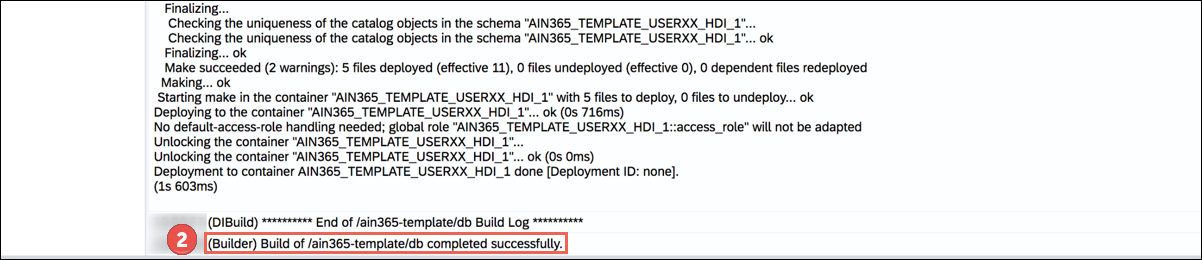 Finalizing...
Checking the uniqueness of the catalog objects in the schema "AIN365_TEMPLATE_USERXX_HDI_1"...
Checking the uniqueness of the catalog objects in the schema "AIN365_TEMPLATE_USERXX_HDI_1"... ok
Finalizing... ok
Make succeeded (2 warnings): 5 files deployed (effective 11), 0 files undeployed (effective 0), 0 dependent files redeployed
Making... ok
Starting make in the container "AIN365_TEMPLATE_USERXX_HDI_1" with 5 files to deploy, 0 files to undeploy... ok
Deploying to the container "AIN365_TEMPLATE_USERXX_HDI_1"... ok (0s 716ms)
No default-access-role handling needed; global role "AIN365_TEMPLATE_USERXX_HDI_1::access_role" will not be adapted
Unlocking the container "AIN365_TEMPLATE_USERXX_HDI_1"...
Unlocking the container "AIN365_TEMPLATE_USERXX_HDI_1"... ok (0s 0ms)
Deployment to container AIN365_TEMPLATE_USERXX_HDI_1 done [Deployment ID: none].
(1s 603ms)
(DIBuild) ********** End of /ain365-template/db Build Log **********
2 (Builder) Build of /ain365-template/db completed successfully.